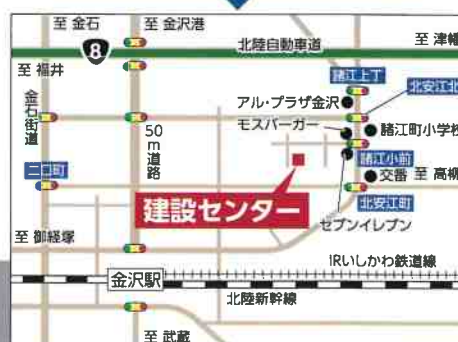 至 金石
至 金沢港
8
北陸自動車道
至 津幡
至 福井
諸江上丁
北安江北
アル・プラザ金沢
モスバーガー
諸江町小学校
金石街道
50m道路
諸江小前
二口町
交番
至 高柳
北安江町
建設センター
セブンイレブン
至 御経塚
IRいしかわ鉄道線
金沢駅
北陸新幹線
至 武蔵